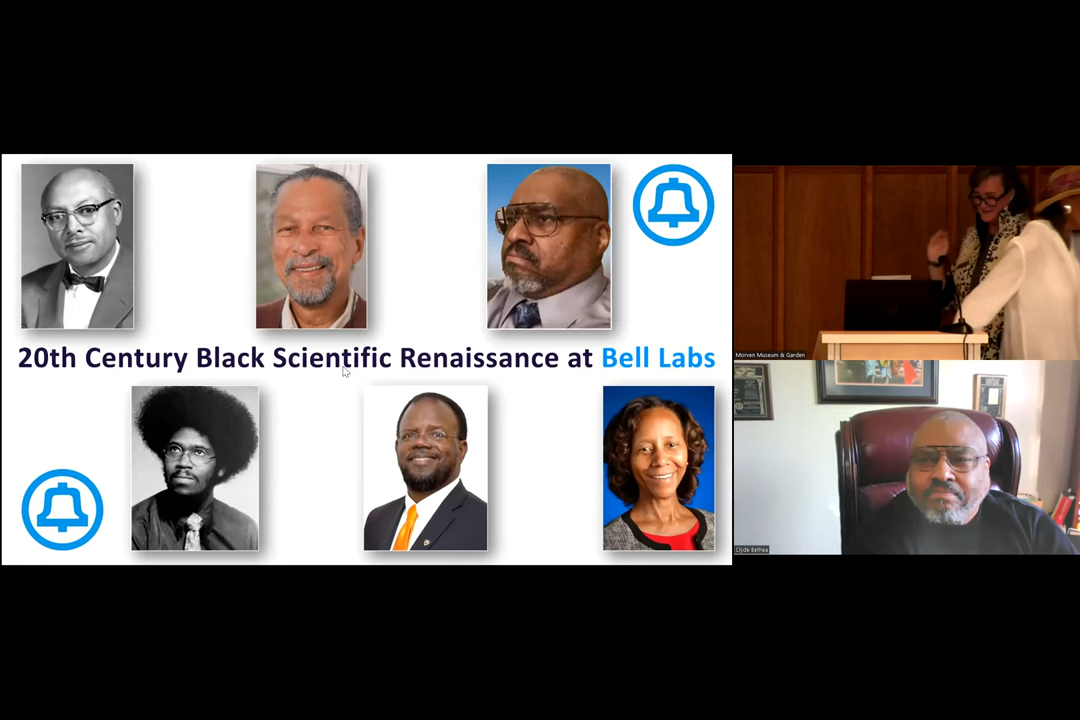 20th Century Black Scientific Renaissance at Bell Labs
Morven Museum & Garden
Clyde Bethea